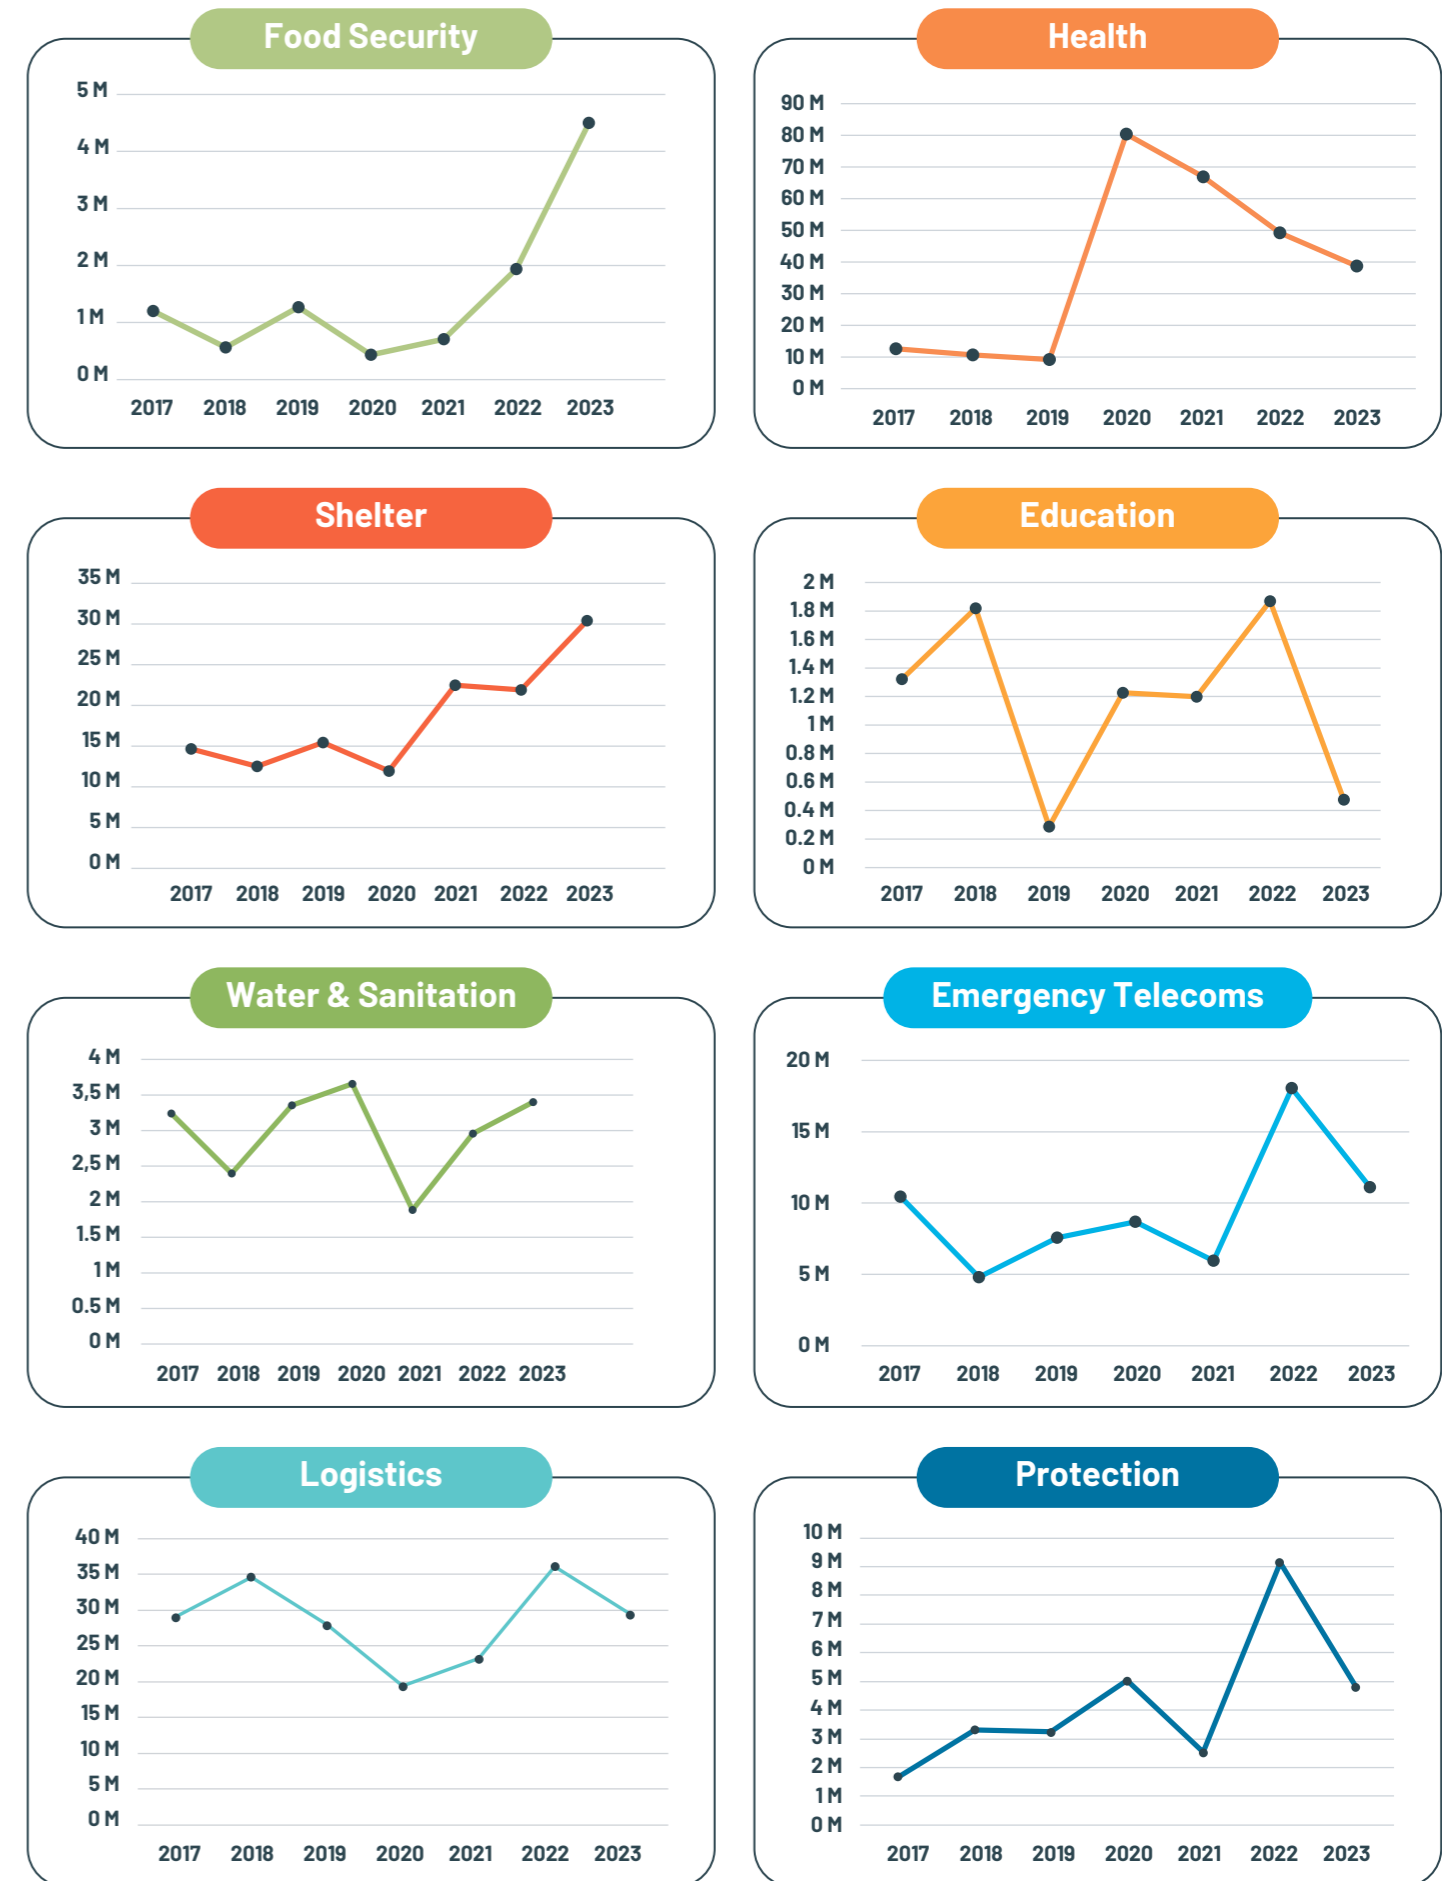 Food Security
5 M
4 M
3 M
2 M
1 M
0 M
2017 2018 2019 2020 2021 2022 2023
Health
90 M
80 M
70 M
60 M
50 M
40 M
30 M
20 M
10 M
0 M
2017 2018 2019 2020 2021 2022 2023
Shelter
35 M
30 M
25 M
20 M
15 M
10 M
5 M
0 M
2017 2018 2019 2020 2021 2022 2023
Education
2 M
1.8 M
1.6 M
1.4 M
1.2 M
1 M
0.8 M
0.6 M
0.4 M
0.2 M
0 M
2017 2018 2019 2020 2021 2022 2023
Water & Sanitation
4 M
3,5 M
3 M
2,5 M
2 M
1.5 M
1 M
0.5 M
0 M
2017 2018 2019 2020 2021 2022 2023
Emergency Telecoms
20 M
15 M
10 M
5 M
0 M
2017 2018 2019 2020 2021 2022 2023
Logistics
40 M
35 M
30 M
25 M
20 M
15 M
10 M
5 M
0 M
2017 2018 2019 2020 2021 2022 2023
Protection
10 M
9 M
8 M
7 M
6 M
5 M
4 M
3 M
2 M
1 M
0 M
2017 2018 2019 2020 2021 2022 2023